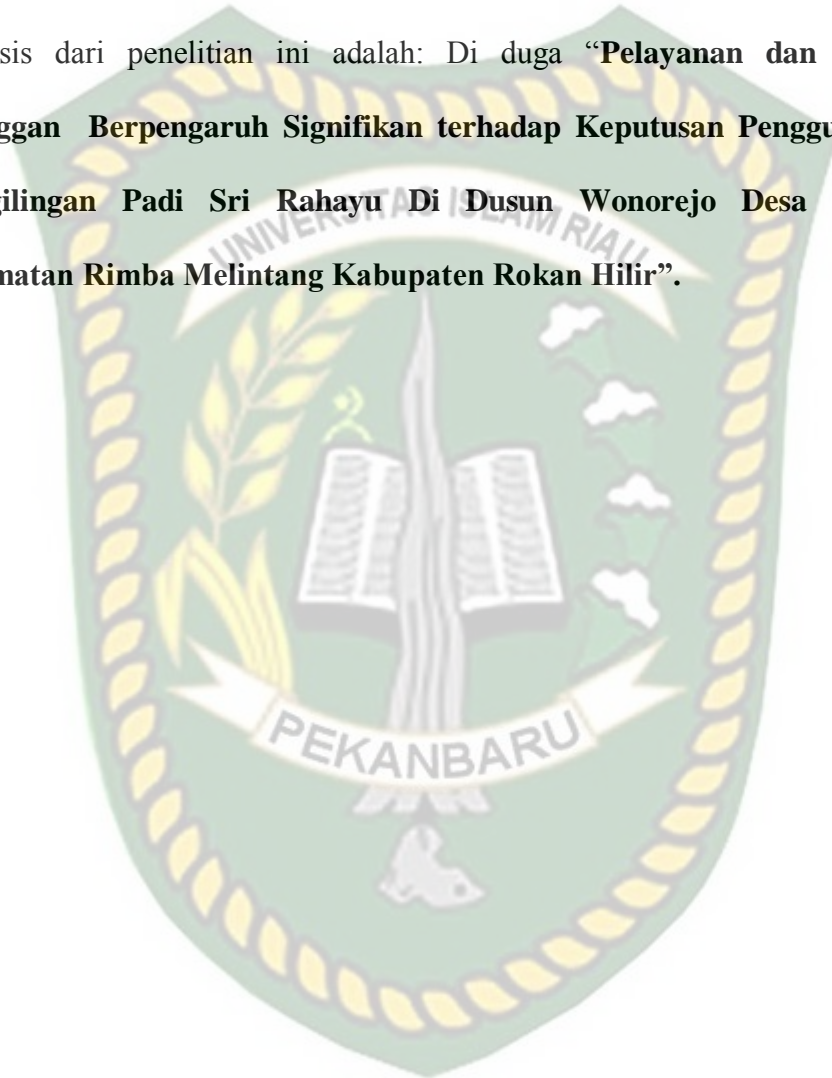 sis dari penelitian ini adalah: Di duga “Pelayanan dan
ggan Berpengaruh Signifikan terhadap Keputusan Penggu
gilingan Padi Sri Rahayu Di Dusun Wonorejo Desa
matan Rimba Melintang Kabupaten Rokan Hilir”.
UNIVERSITAS ISLAM RIAU
PEKANBARU